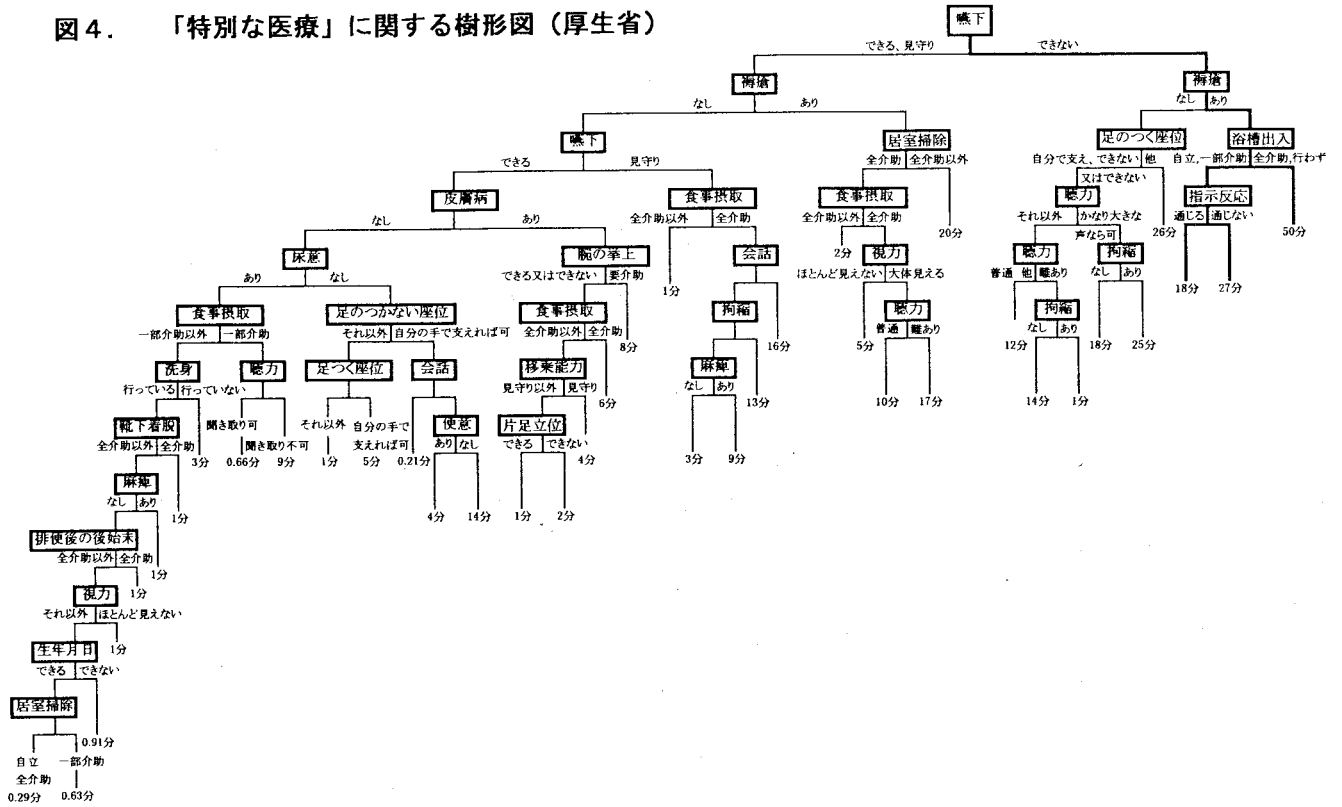 図４． 「特別な医療」に関する樹形図（厚生省）
嚥下
できる、見守り できない
褥瘡 褥瘡
なし あり なし あり
嚥下 居室掃除 足のつく座位 浴槽出入
できる 見守り 全介助 全介助以外 自分で支え、できない 他 自立,一部介助 全介助,行わず
又はできない
皮膚病 食事摂取 食事摂取 聴力 指示反応
なし あり 全介助以外 全介助 全介助以外 全介助 20分 それ以外 かなり大きな 26分 通じる 通じない 50分
声なら可
尿意 腕の挙上 会話 2分 視力 聴力 拘縮
あり なし できる又はできない 要介助 1分 ほとんど見えない 大体見える 普通 他 難あり なし あり 18分 27分
食事摂取 足のつかない座位 食事摂取 拘縮 聴力 拘縮
一部介助以外 一部介助 それ以外 自分の手で支えれば可 全介助以外 全介助 8分 16分 5分 普通 難あり 12分 なし あり 18分 25分
洗身 聴力 足つく座位 会話 移乗能力 麻痺
行っている 行っていない 見守り以外 見守り 6分 なし あり 13分 10分 17分 14分 1分
靴下着脱 聞き取り可 それ以外 自分の手で 便意 片足立位
全介助以外 全介助 聞き取り不可 支えれば可 あり なし できる できない
3分 0.66分 9分 1分 5分 0.21分 4分 3分 9分
麻痺
なし あり 1分 4分 14分 1分 2分
排便後の後始末
全介助以外 全介助 1分
視力 1分
それ以外 ほとんど見えない
生年月日 1分
できる できない
居室掃除
0.91分
自立 一部介助
全介助
0.29分 0.63分